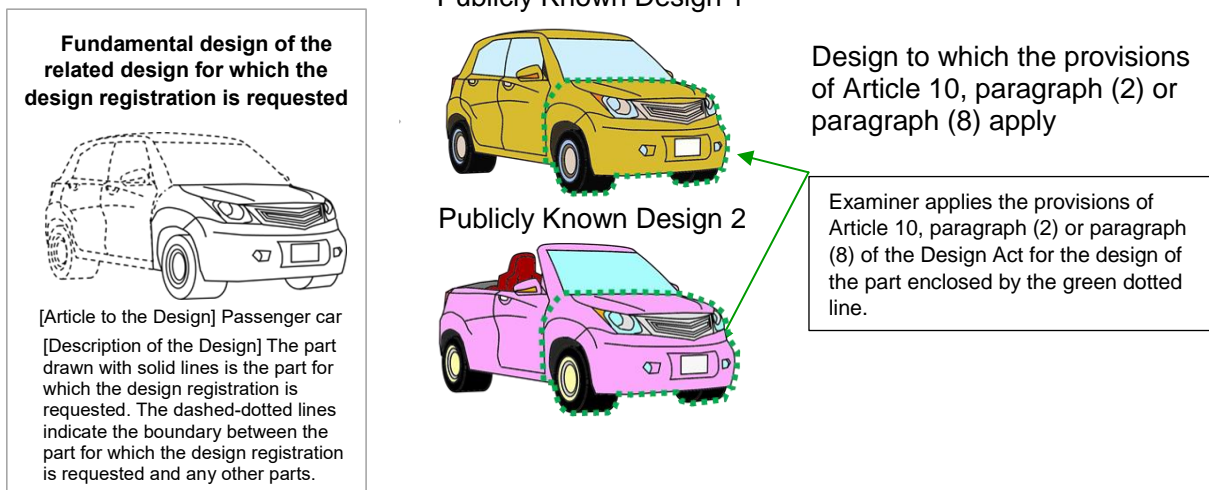 Fundamental design of the
related design for which the
design registration is requested
[Article to the Design] Passenger car
[Description of the Design] The part
drawn with solid lines is the part for
which the design registration is
requested. The dashed-dotted lines
indicate the boundary between the
part for which the design registration
is requested and any other parts.
Publicly Known Design 1
Publicly Known Design 2
Design to which the provisions
of Article 10, paragraph (2) or
paragraph (8) apply
Examiner applies the provisions of
Article 10, paragraph (2) or paragraph
(8) of the Design Act for the design of
the part enclosed by the green dotted
line.